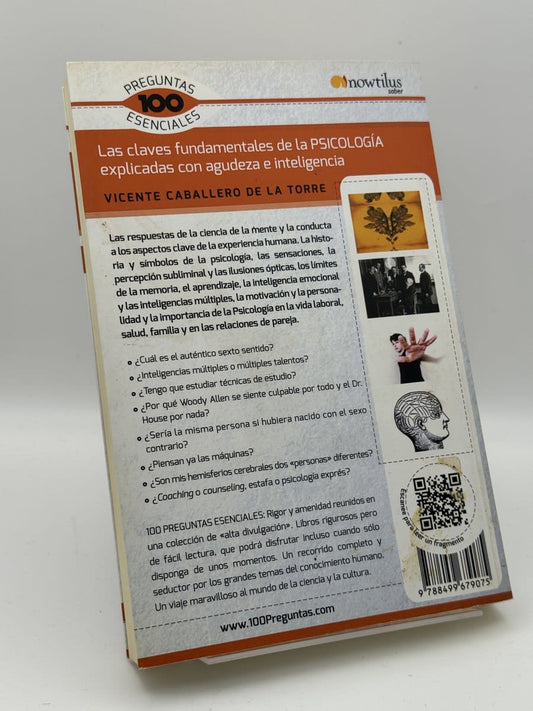 PREGUNTAS
100
ESENCIALES
nowtilus
saber
Las claves fundamentales de la PSICOLOGÍA
explicadas con agudeza e inteligencia
VICENTE CABALLERO DE LA TORRE
Las respuestas de la ciencia de la mente y la conducta
a los aspectos clave de la experiencia humana. La histo-
ria y símbolos de la psicología, las sensaciones, la
percepción subliminal y las ilusiones ópticas, los límites
de la memoria, el aprendizaje, la inteligencia emocional
y las inteligencias múltiples, la motivación y la persona-
lidad y la importancia de la Psicología en la vida laboral,
salud, familia y en las relaciones de pareja.
¿Cuál es el auténtico sexto sentido?
¿Inteligencias múltiples o múltiples talentos?
¿Tengo que estudiar técnicas de estudio?
¿Por qué Woody Allen se siente culpable por todo y el Dr.
House por nada?
¿Sería la misma persona si hubiera nacido con el sexo
contrario?
¿Piensan ya las máquinas?
¿Son mis hemisferios cerebrales dos «personas» diferentes?
¿Coaching o counseling, estafa o psicología exprés?
100 PREGUNTAS ESENCIALES: Rigor y amenidad reunidos en
una colección de «alta divulgación». Libros rigurosos pero
de fácil lectura, que podrá disfrutar incluso cuando sólo
disponga de unos momentos. Un recorrido completo y
seductor por los grandes temas del conocimiento humano.
Un viaje maravilloso al mundo de la ciencia y la cultura.
www.100Preguntas.com
Escanee para leer un fragmento
9 788499 679075